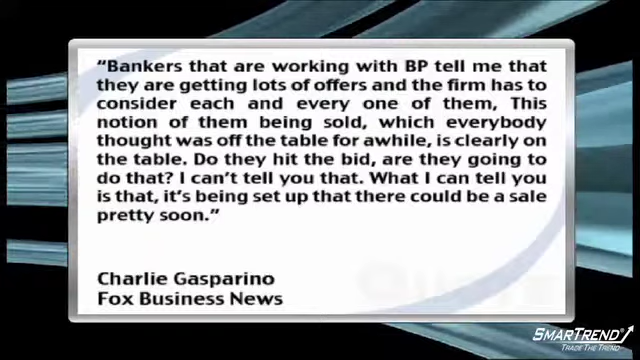 “Bankers that are working with BP tell me that
they are getting lots of offers and the firm has to
consider each and every one of them, This
notion of them being sold, which everybody
thought was off the table for awhile, is clearly on
the table. Do they hit the bid, are they going to
do that? I can’t tell you that. What I can tell you
is that, it’s being set up that there could be a sale
pretty soon.”
Charlie Gasparino
Fox Business News
SMARTREND
TRADE THE TREND